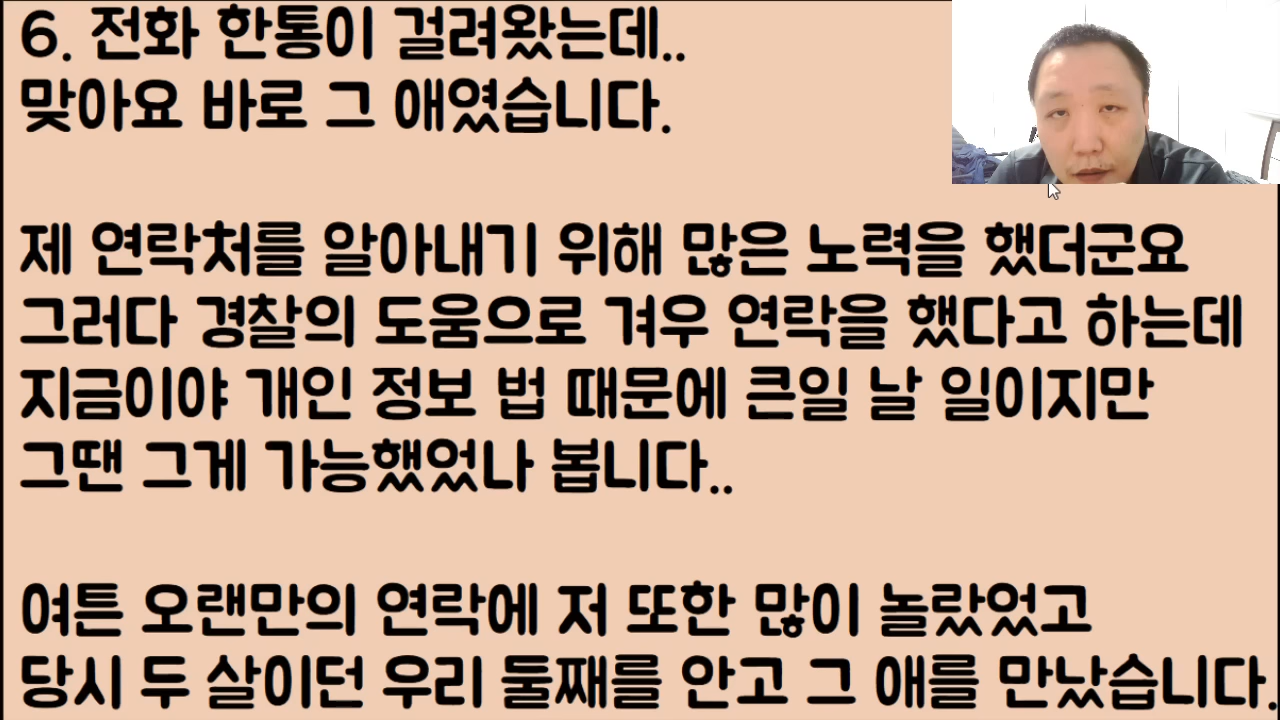 6. 전화 한통이 걸려왔는데..
맞아요 바로 그 애였습니다.
제 연락처를 알아내기 위해 많은 노력을 했더군요
그러다 경찰의 도움으로 겨우 연락을 했다고 하는데
지금이야 개인 정보 법 때문에 큰일 날 일이지만
그땐 그게 가능했었나 봅니다..
여튼 오랜만의 연락에 저 또한 많이 놀랐었고
당시 두 살이던 우리 둘째를 안고 그 애를 만났습니다.